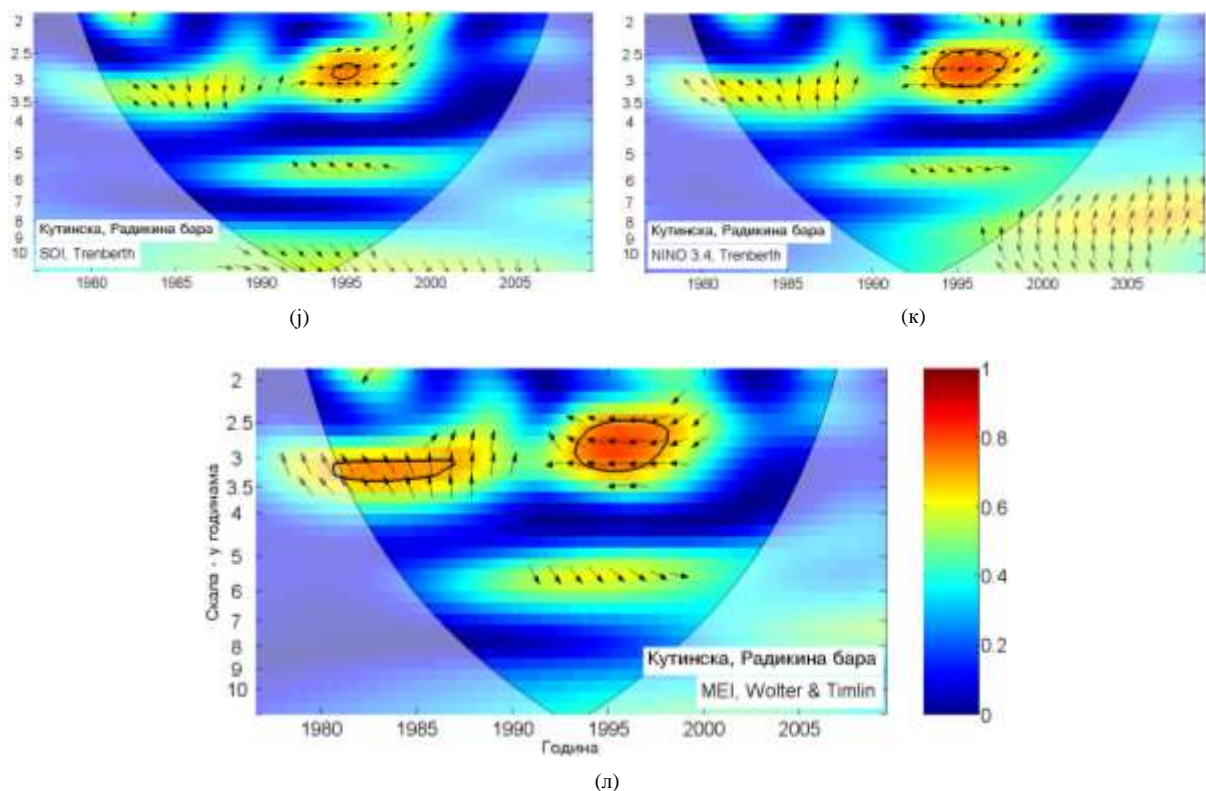 2
2.5
3
3.5
4
5
6
7
8
9
10
Кутинска, Радикина бара
SOI, Trenberth
1980 1985 1990 1995 2000 2005
(j)
2
2.5
3
3.5
4
5
6
7
8
9
10
Кутинска, Радикина бара
NINO 3.4, Trenberth
1980 1985 1990 1995 2000 2005
(к)
Скала - у годинама
2
2.5
3
3.5
4
5
6
7
8
9
10
Кутинска, Радикина бара
MEI, Wolter & Timlin
1980 1985 1990 1995 2000 2005
Година
1
0.8
0.6
0.4
0.2
0
(л)